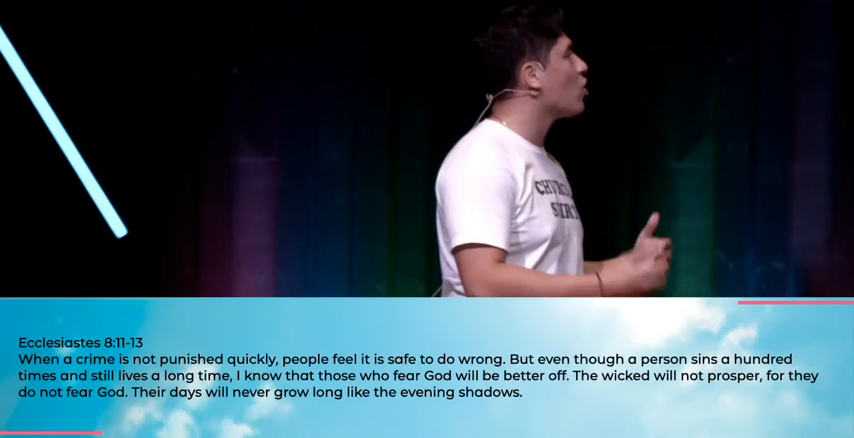 CHURCH
SHIRT
Ecclesiastes 8:11-13
When a crime is not punished quickly, people feel it is safe to do wrong. But even though a person sins a hundred
times and still lives a long time, I know that those who fear God will be better off. The wicked will not prosper, for they
do not fear God. Their days will never grow long like the evening shadows.